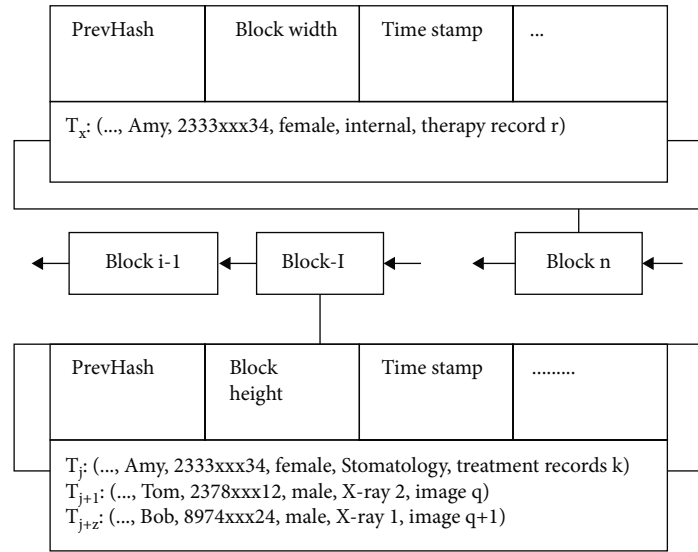 PrevHash Block width Time stamp ...
Tₓ: (..., Amy, 2333xxx34, female, internal, therapy record r)
Block i-1 Block-I Block n
PrevHash Block height Time stamp .........
Tⱼ: (..., Amy, 2333xxx34, female, Stomatology, treatment records k)
Tⱼ₊₁: (..., Tom, 2378xxx12, male, X-ray 2, image q)
T_{j+z}: (..., Bob, 8974xxx24, male, X-ray 1, image q+1)